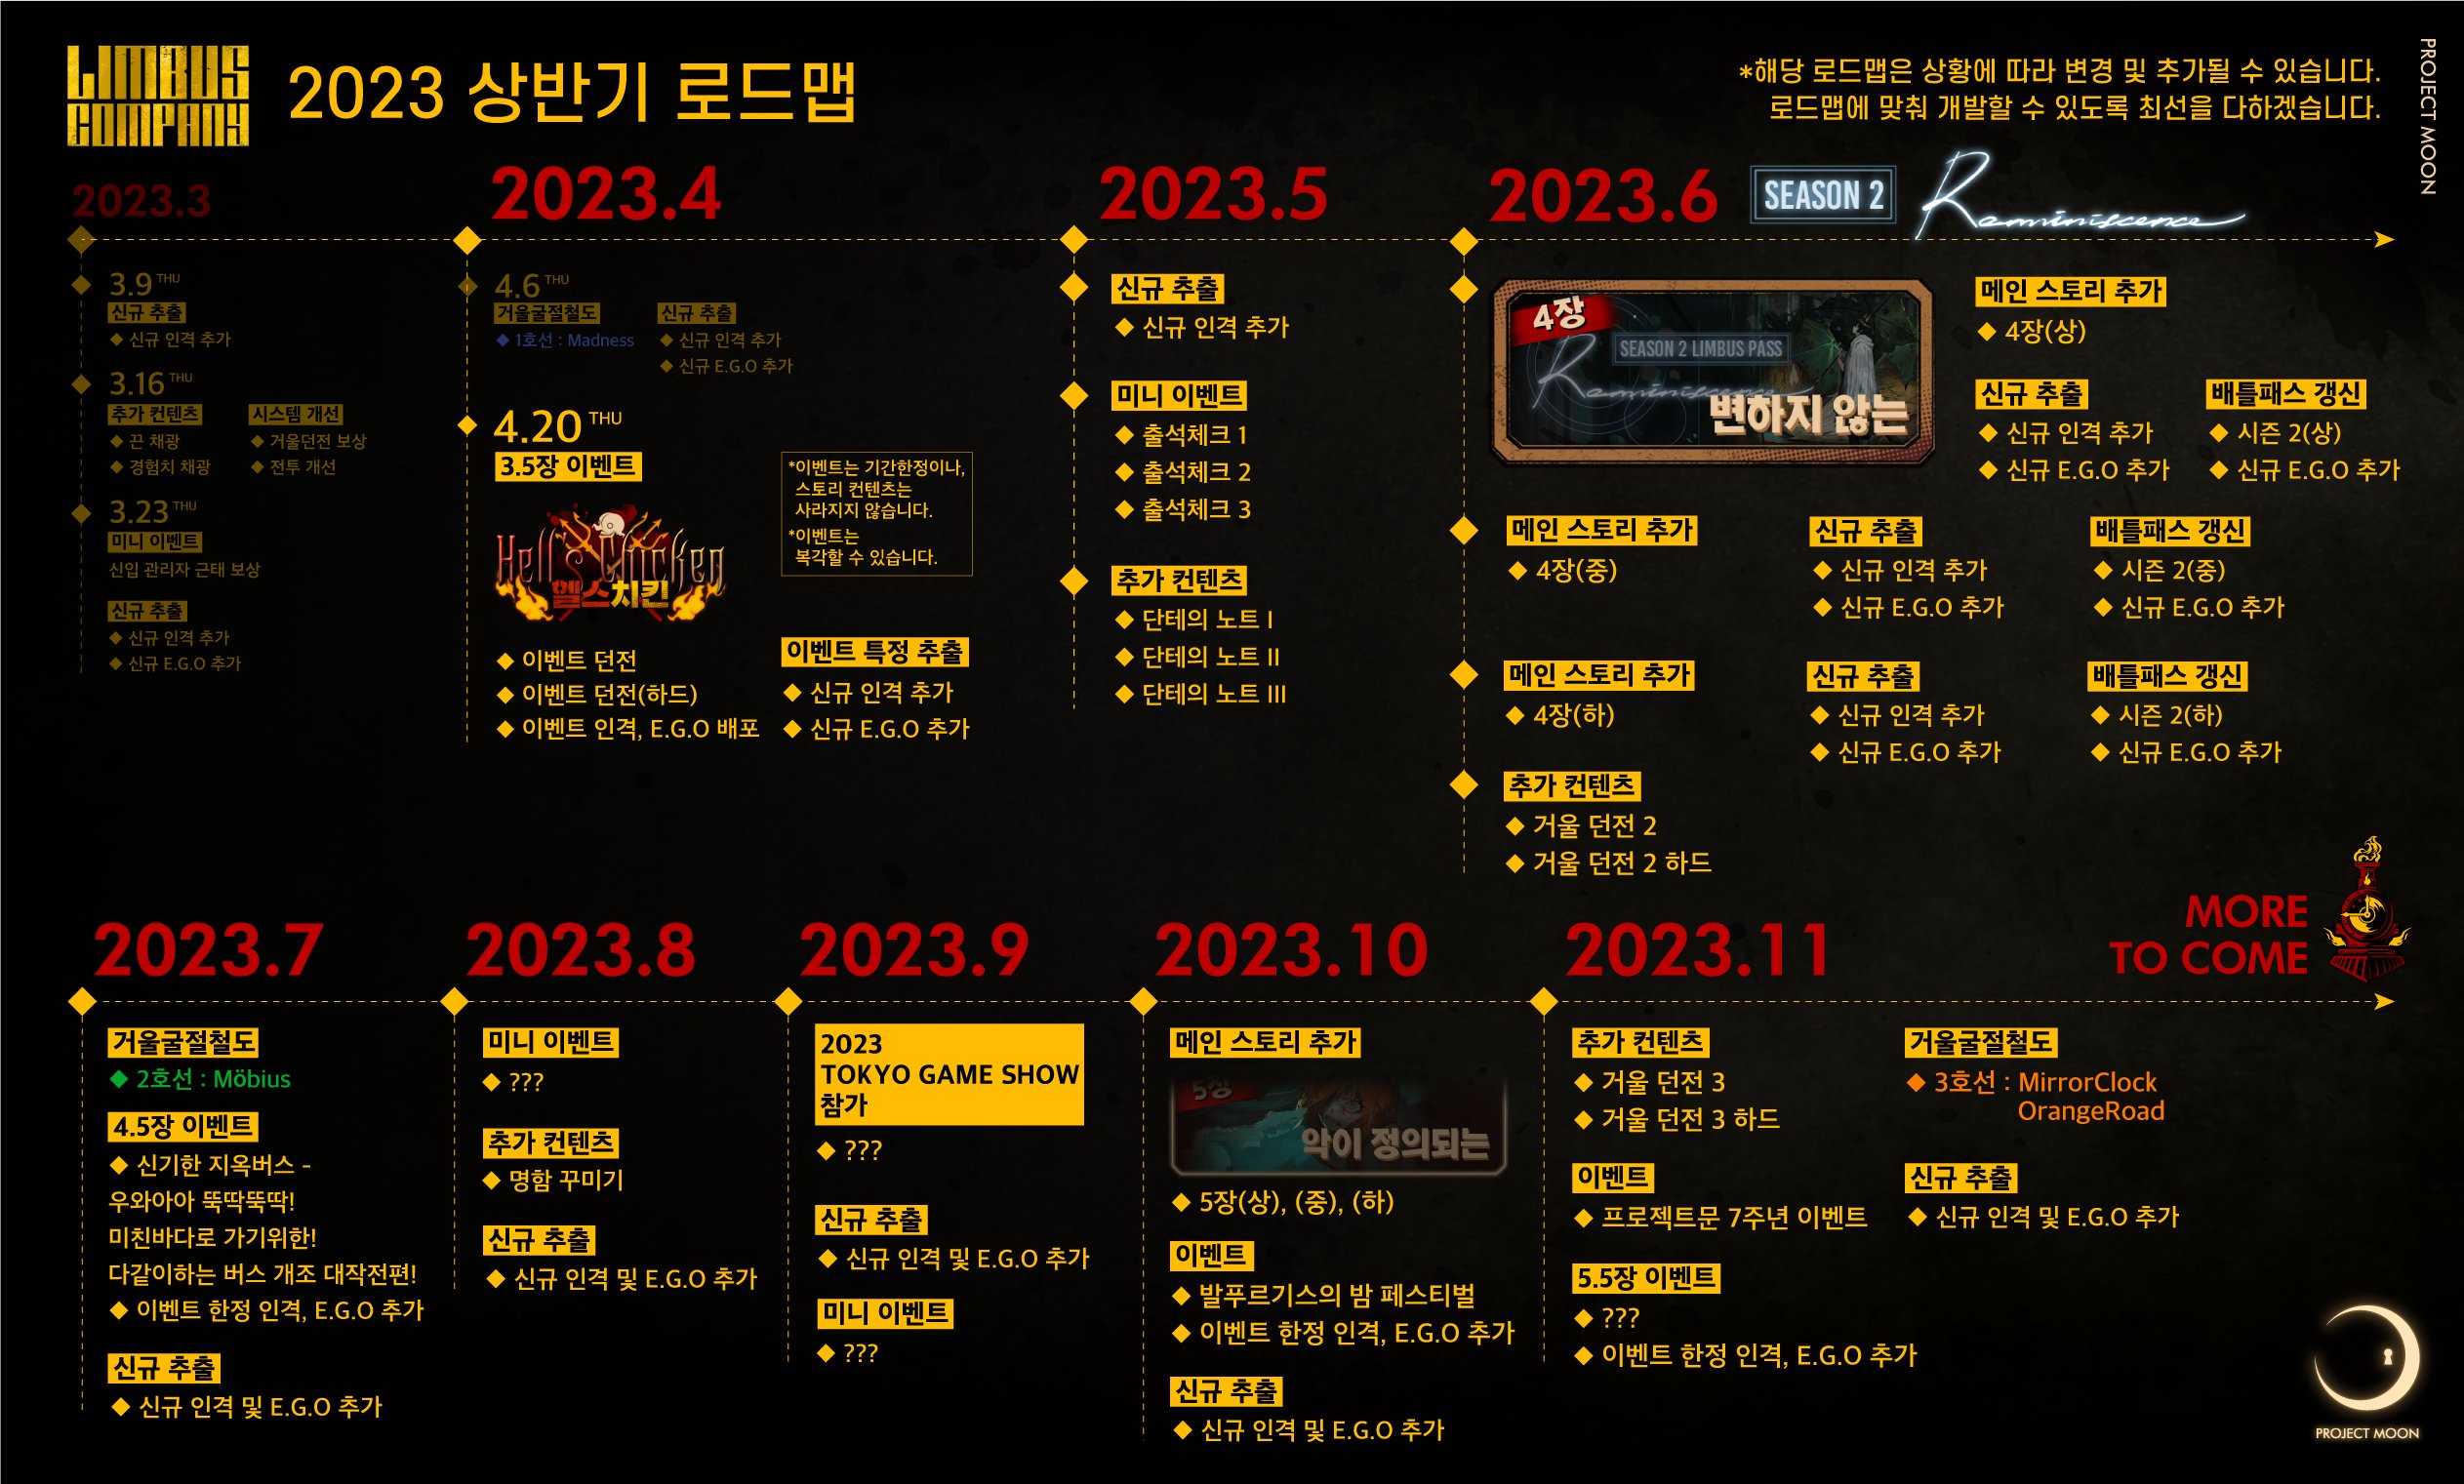 LIMBUS
COMPANY
2023 상반기 로드맵
*해당 로드맵은 상황에 따라 변경 및 추가될 수 있습니다.
로드맵에 맞춰 개발할 수 있도록 최선을 다하겠습니다.
PROJECT MOON
2023.3
3.9 THU
신규 추출
◆ 신규 인격 추가
3.16 THU
추가 컨텐츠
◆ 끈 채광
◆ 경험치 채광
시스템 개선
◆ 거울던전 보상
◆ 전투 개선
3.23 THU
미니 이벤트
신입 관리자 근태 보상
신규 추출
◆ 신규 인격 추가
◆ 신규 E.G.O 추가
2023.4
4.6 THU
거울굴절철도
◆ 1호선 : Madness
신규 추출
◆ 신규 인격 추가
◆ 신규 E.G.O 추가
4.20 THU
3.5장 이벤트
Hell's Chicken
헬스치킨
*이벤트는 기간한정이나,
스토리 컨텐츠는
사라지지 않습니다.
*이벤트는
복각할 수 있습니다.
◆ 이벤트 던전
◆ 이벤트 던전(하드)
◆ 이벤트 인격, E.G.O 배포
이벤트 특정 추출
◆ 신규 인격 추가
◆ 신규 E.G.O 추가
2023.5
신규 추출
◆ 신규 인격 추가
미니 이벤트
◆ 출석체크 1
◆ 출석체크 2
◆ 출석체크 3
추가 컨텐츠
◆ 단테의 노트 I
◆ 단테의 노트 II
◆ 단테의 노트 III
2023.6
SEASON 2
Reminiscence
4장
SEASON 2 LIMBUS PASS
Reminiscence
변하지 않는
메인 스토리 추가
◆ 4장(상)
신규 추출
◆ 신규 인격 추가
◆ 신규 E.G.O 추가
배틀패스 갱신
◆ 시즌 2(상)
◆ 신규 E.G.O 추가
메인 스토리 추가
◆ 4장(중)
신규 추출
◆ 신규 인격 추가
◆ 신규 E.G.O 추가
배틀패스 갱신
◆ 시즌 2(중)
◆ 신규 E.G.O 추가
메인 스토리 추가
◆ 4장(하)
신규 추출
◆ 신규 인격 추가
◆ 신규 E.G.O 추가
배틀패스 갱신
◆ 시즌 2(하)
◆ 신규 E.G.O 추가
추가 컨텐츠
◆ 거울 던전 2
◆ 거울 던전 2 하드
MORE
TO COME
2023.7
거울굴절철도
◆ 2호선 : Möbius
4.5장 이벤트
◆ 신기한 지옥버스 -
우와아아 뚝딱뚝딱!
미친바다로 가기위한!
다같이하는 버스 개조 대작전편!
◆ 이벤트 한정 인격, E.G.O 추가
신규 추출
◆ 신규 인격 및 E.G.O 추가
2023.8
미니 이벤트
◆ ???
추가 컨텐츠
◆ 명함 꾸미기
신규 추출
◆ 신규 인격 및 E.G.O 추가
2023.9
2023
TOKYO GAME SHOW
참가
◆ ???
신규 추출
◆ 신규 인격 및 E.G.O 추가
미니 이벤트
◆ ???
2023.10
메인 스토리 추가
5장
악이 정의되는
◆ 5장(상), (중), (하)
이벤트
◆ 발푸르기스의 밤 페스티벌
◆ 이벤트 한정 인격, E.G.O 추가
신규 추출
◆ 신규 인격 및 E.G.O 추가
2023.11
추가 컨텐츠
◆ 거울 던전 3
◆ 거울 던전 3 하드
거울굴절철도
◆ 3호선 : MirrorClock
OrangeRoad
이벤트
◆ 프로젝트문 7주년 이벤트
신규 추출
◆ 신규 인격 및 E.G.O 추가
5.5장 이벤트
◆ ???
◆ 이벤트 한정 인격, E.G.O 추가
PROJECT MOON